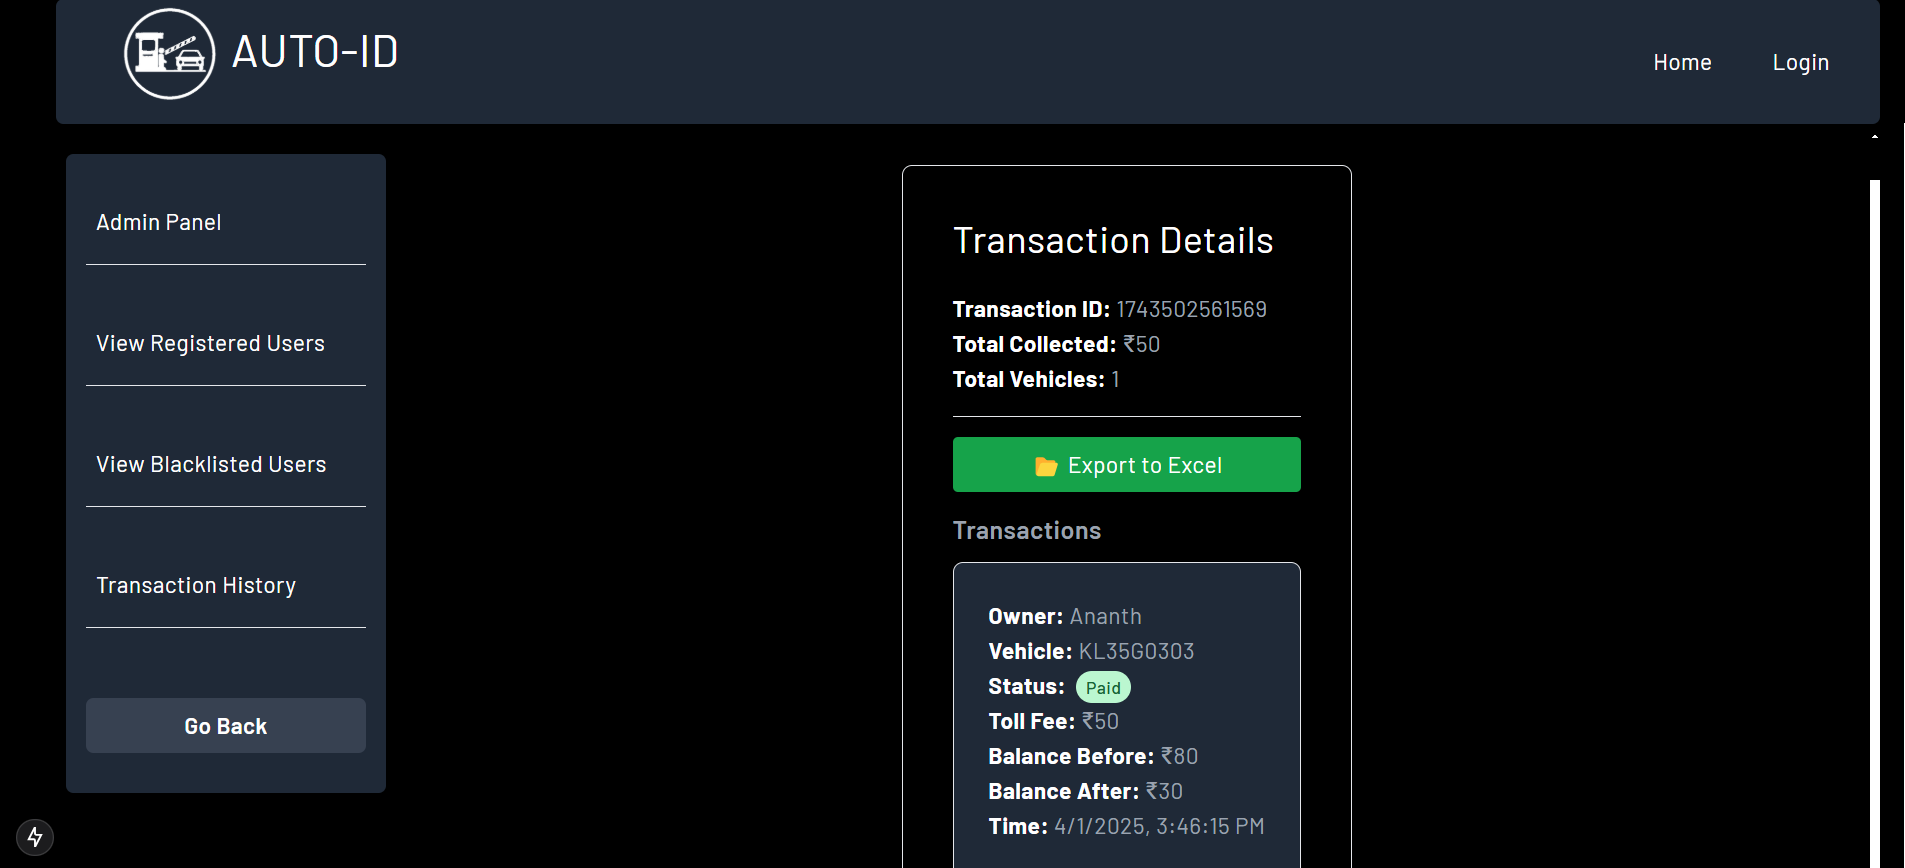 AUTO-ID
Home
Login
Admin Panel
View Registered Users
View Blacklisted Users
Transaction History
Go Back
Transaction Details
Transaction ID: 1743502561569
Total Collected: ₹50
Total Vehicles: 1
Export to Excel
Transactions
Owner: Ananth
Vehicle: KL35G0303
Status: Paid
Toll Fee: ₹50
Balance Before: ₹80
Balance After: ₹30
Time: 4/1/2025, 3:46:15 PM